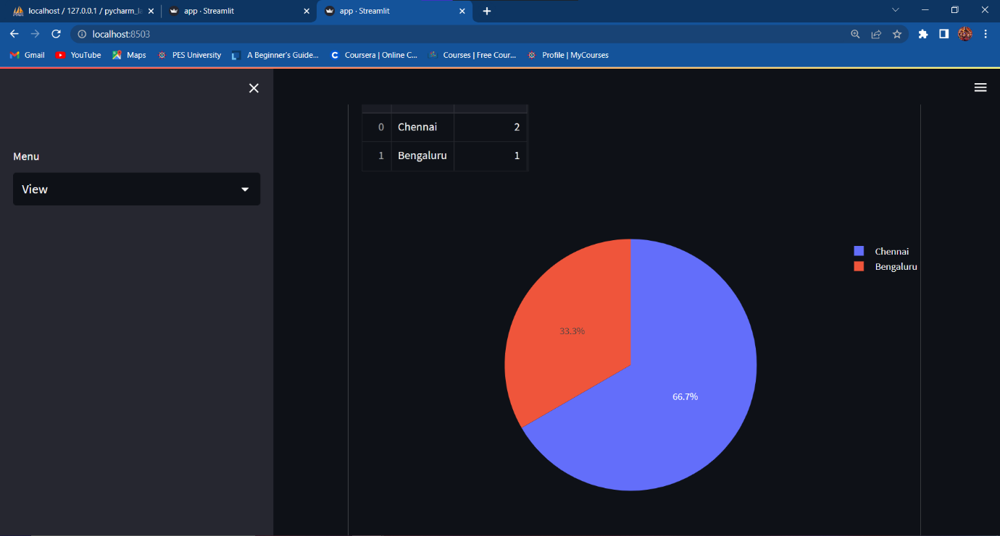 localhost / 127.0.0.1 / pycharm_la
app · Streamlit
app · Streamlit
localhost:8503
Gmail
YouTube
Maps
PES University
A Beginner's Guide...
Coursera | Online C...
Courses | Free Cour...
Profile | MyCourses
Menu
View
0 Chennai 2
1 Bengaluru 1
Chennai
Bengaluru
33.3%
66.7%